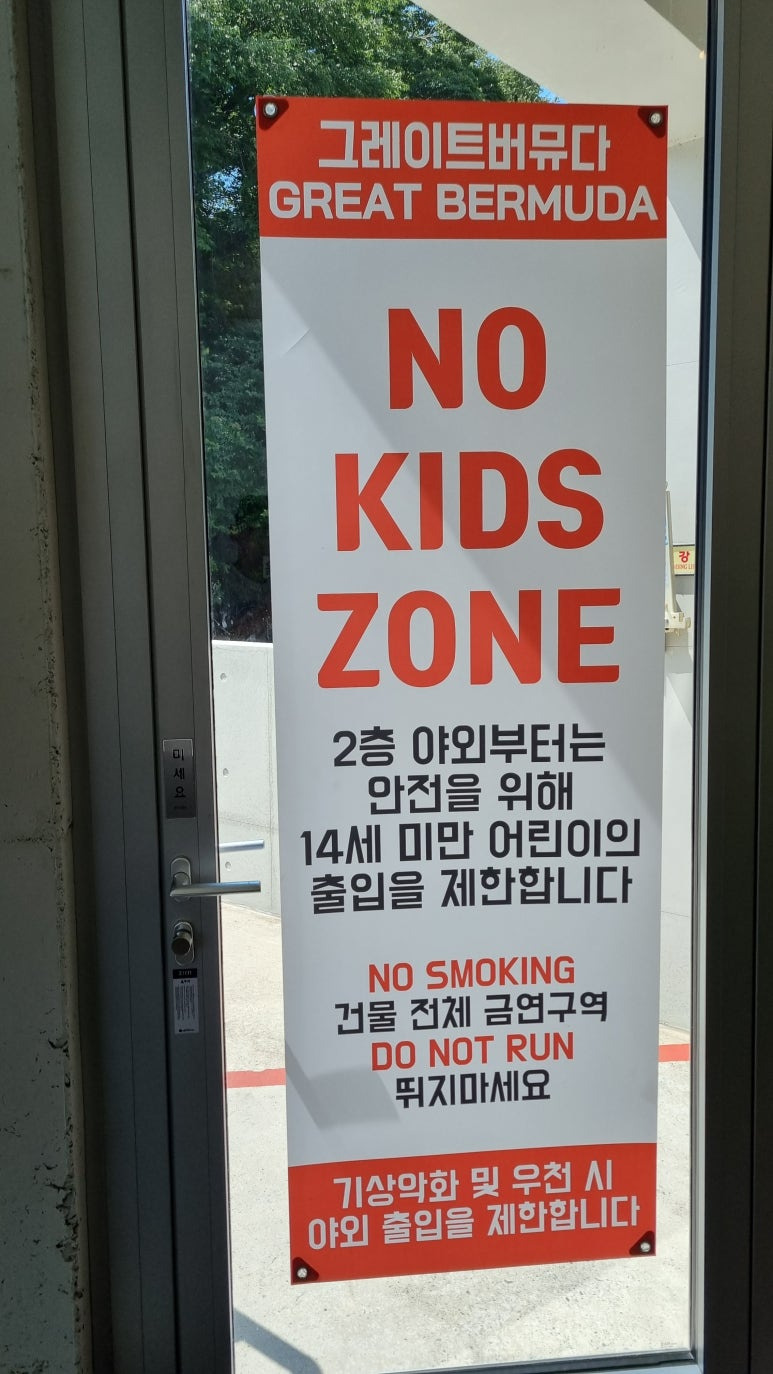 그레이트버뮤다
GREAT BERMUDA
NO
KIDS
ZONE
2층 야외부터는
안전을 위해
14세 미만 어린이의
출입을 제한합니다
NO SMOKING
건물 전체 금연구역
DO NOT RUN
뛰지마세요
기상악화 및 우천 시
야외 출입을 제한합니다
미세요
강